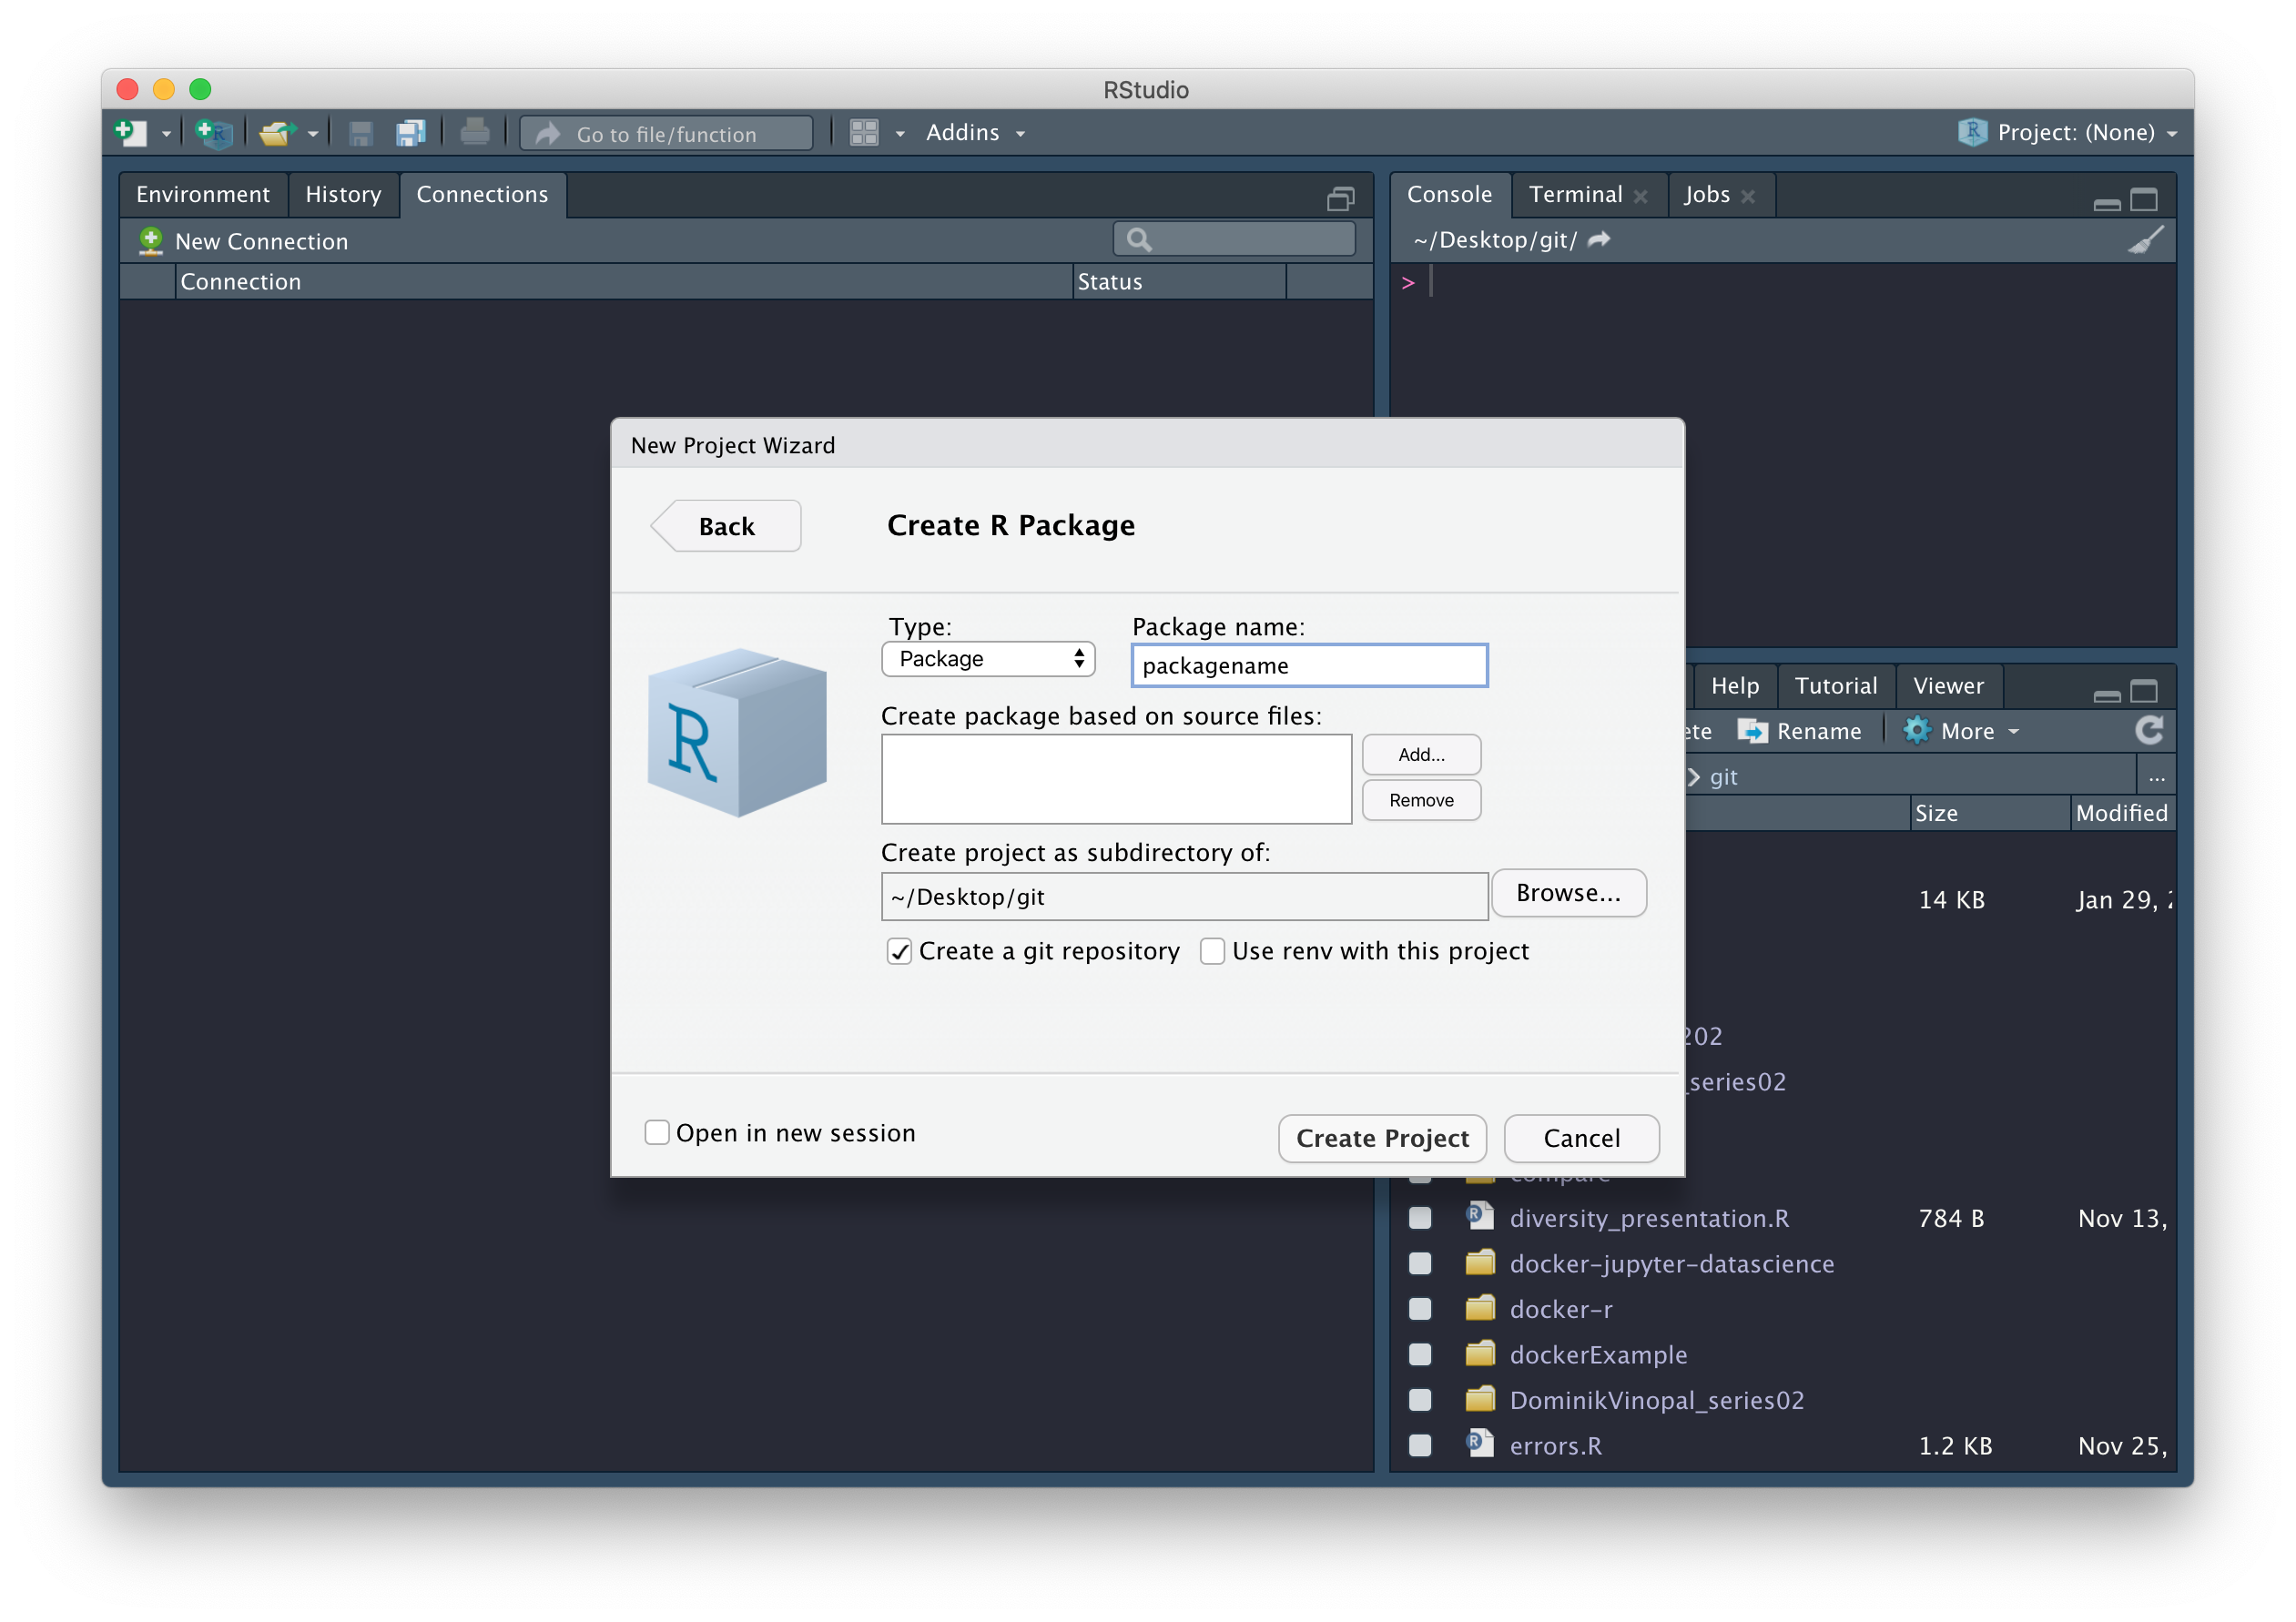 RStudio
Go to file/function
Addins
Project: (None)
Environment
History
Connections
New Connection
Connection
Status
Console
Terminal
Jobs
~/Desktop/git/
>
New Project Wizard
Back
Create R Package
Type:
Package name:
Package
packagename
Create package based on source files:
Add...
Remove
Create project as subdirectory of:
~/Desktop/git
Browse...
Create a git repository
Use renv with this project
Open in new session
Create Project
Cancel
R
Help
Tutorial
Viewer
Rename
More
git
...
Size
Modified
14 KB
Jan 29,
202
_series02
compare
diversity_presentation.R
784 B
Nov 13,
docker-jupyter-datascience
docker-r
dockerExample
DominikVinopal_series02
errors.R
1.2 KB
Nov 25,